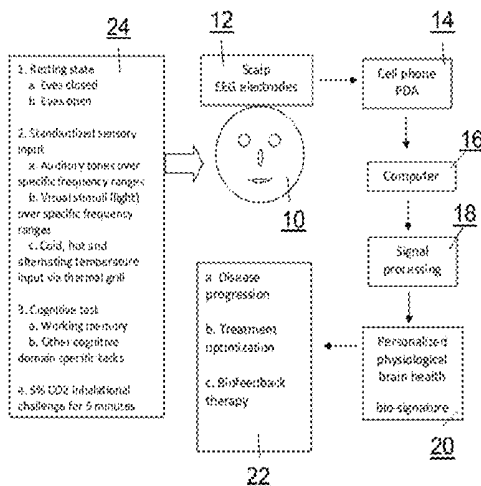 24
1. Resting state
a. Eyes closed
b. Eyes open
2. Standardized sensory
input
a. Auditory tones over
specific frequency ranges
b. Visual stimuli (light)
over specific frequency
ranges
c. Cold, hot and
alternating temperature
input via thermal grill
3. Cognitive task
a. Working memory
b. Other cognitive
domain specific tasks
CO2 inhalational
challenge for 5 minutes
12
Scalp
EEG electrodes
10
14
Cell phone
PDA
16
Computer
18
Signal
processing
Personalized
physiological
brain health
bio-signature
20
a. Disease
progression
b. Treatment
optimization
c. Biofeedback
therapy
22